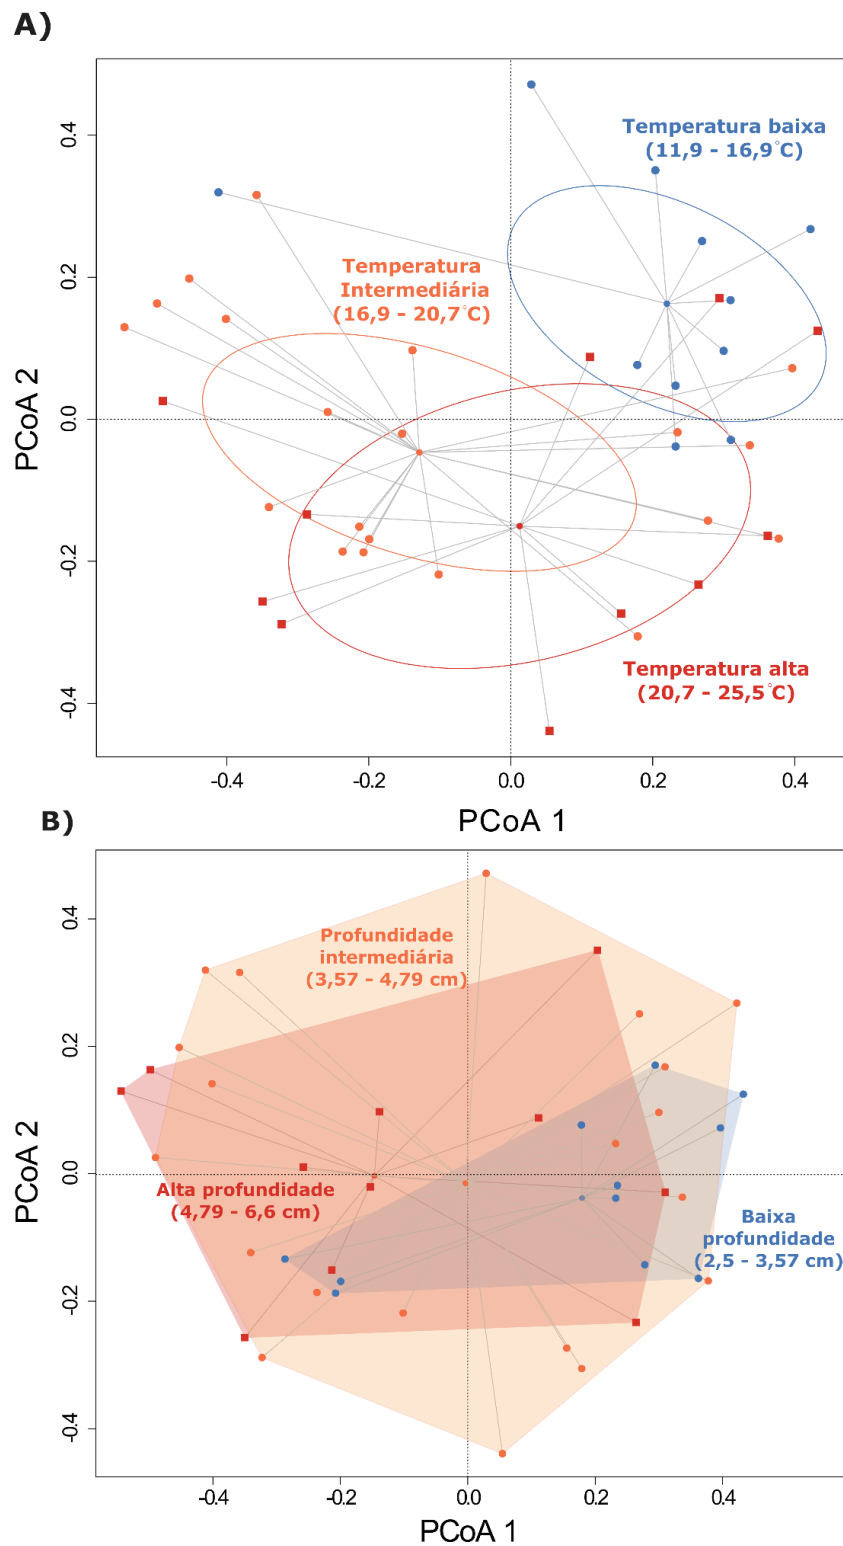 A)
Temperatura baixa
(11,9 - 16,9°C)
Temperatura
Intermediária
(16,9 - 20,7°C)
Temperatura alta
(20,7 - 25,5°C)
0.4
0.2
0.0
-0.2
-0.4
PCoA 2
-0.4
-0.2
0.0
0.2
0.4
PCoA 1
B)
Profundidade
intermediária
(3,57 - 4,79 cm)
Alta profundidade
(4,79 - 6,6 cm)
Baixa
profundidade
(2,5 - 3,57 cm)
0.4
0.2
0.0
-0.2
-0.4
PCoA 2
-0.4
-0.2
0.0
0.2
0.4
PCoA 1